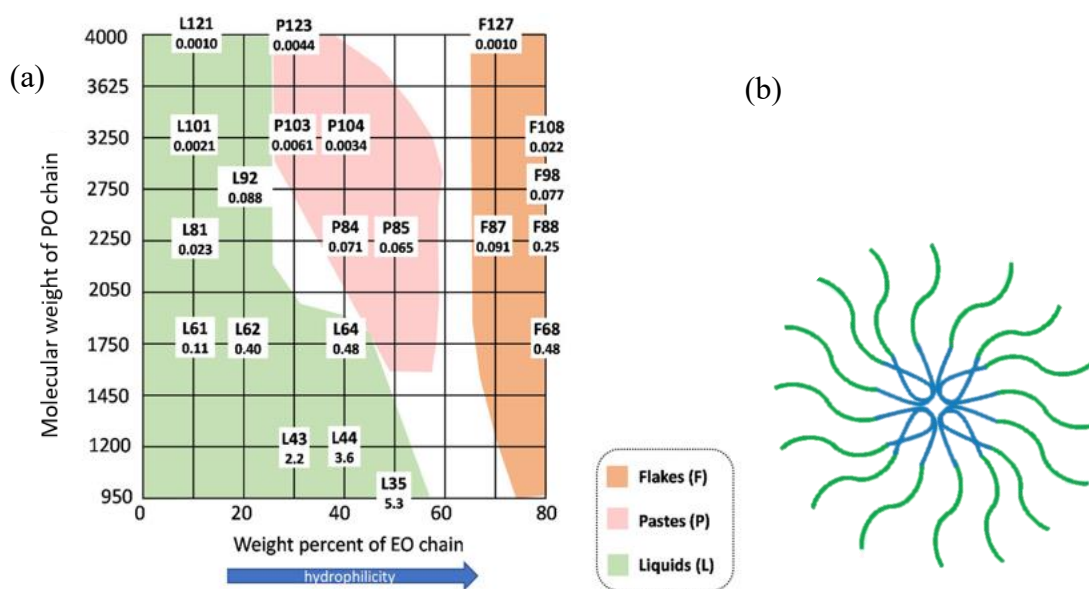 (a)
(b)
Molecular weight of PO chain
4000
3625
3250
2750
2250
2050
1750
1450
1200
950
L121
0.0010
P123
0.0044
F127
0.0010
L101
0.0021
P103
0.0061
P104
0.0034
F108
0.022
L92
0.088
F98
0.077
L81
0.023
P84
0.071
P85
0.065
F87
0.091
F88
0.25
L61
0.11
L62
0.40
L64
0.48
F68
0.48
L43
2.2
L44
3.6
L35
5.3
0
20
40
60
80
Weight percent of EO chain
hydrophilicity
Flakes (F)
Pastes (P)
Liquids (L)